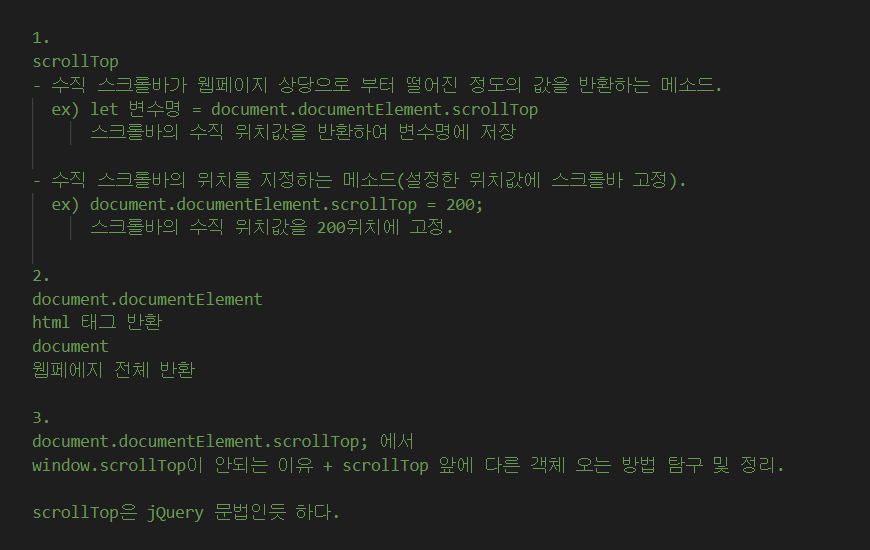 1.
scrollTop
- 수직 스크롤바가 웹페이지 상당으로 부터 떨어진 정도의 값을 반환하는 메소드.
ex) let 변수명 = document.documentElement.scrollTop
스크롤바의 수직 위치값을 반환하여 변수명에 저장
- 수직 스크롤바의 위치를 지정하는 메소드(설정한 위치값에 스크롤바 고정).
ex) document.documentElement.scrollTop = 200;
스크롤바의 수직 위치값을 200위치에 고정.
2.
document.documentElement
html 태그 반환
document
웹페에지 전체 반환
3.
document.documentElement.scrollTop; 에서
window.scrollTop이 안되는 이유 + scrollTop 앞에 다른 객체 오는 방법 탐구 및 정리.
scrollTop은 jQuery 문법인듯 하다.